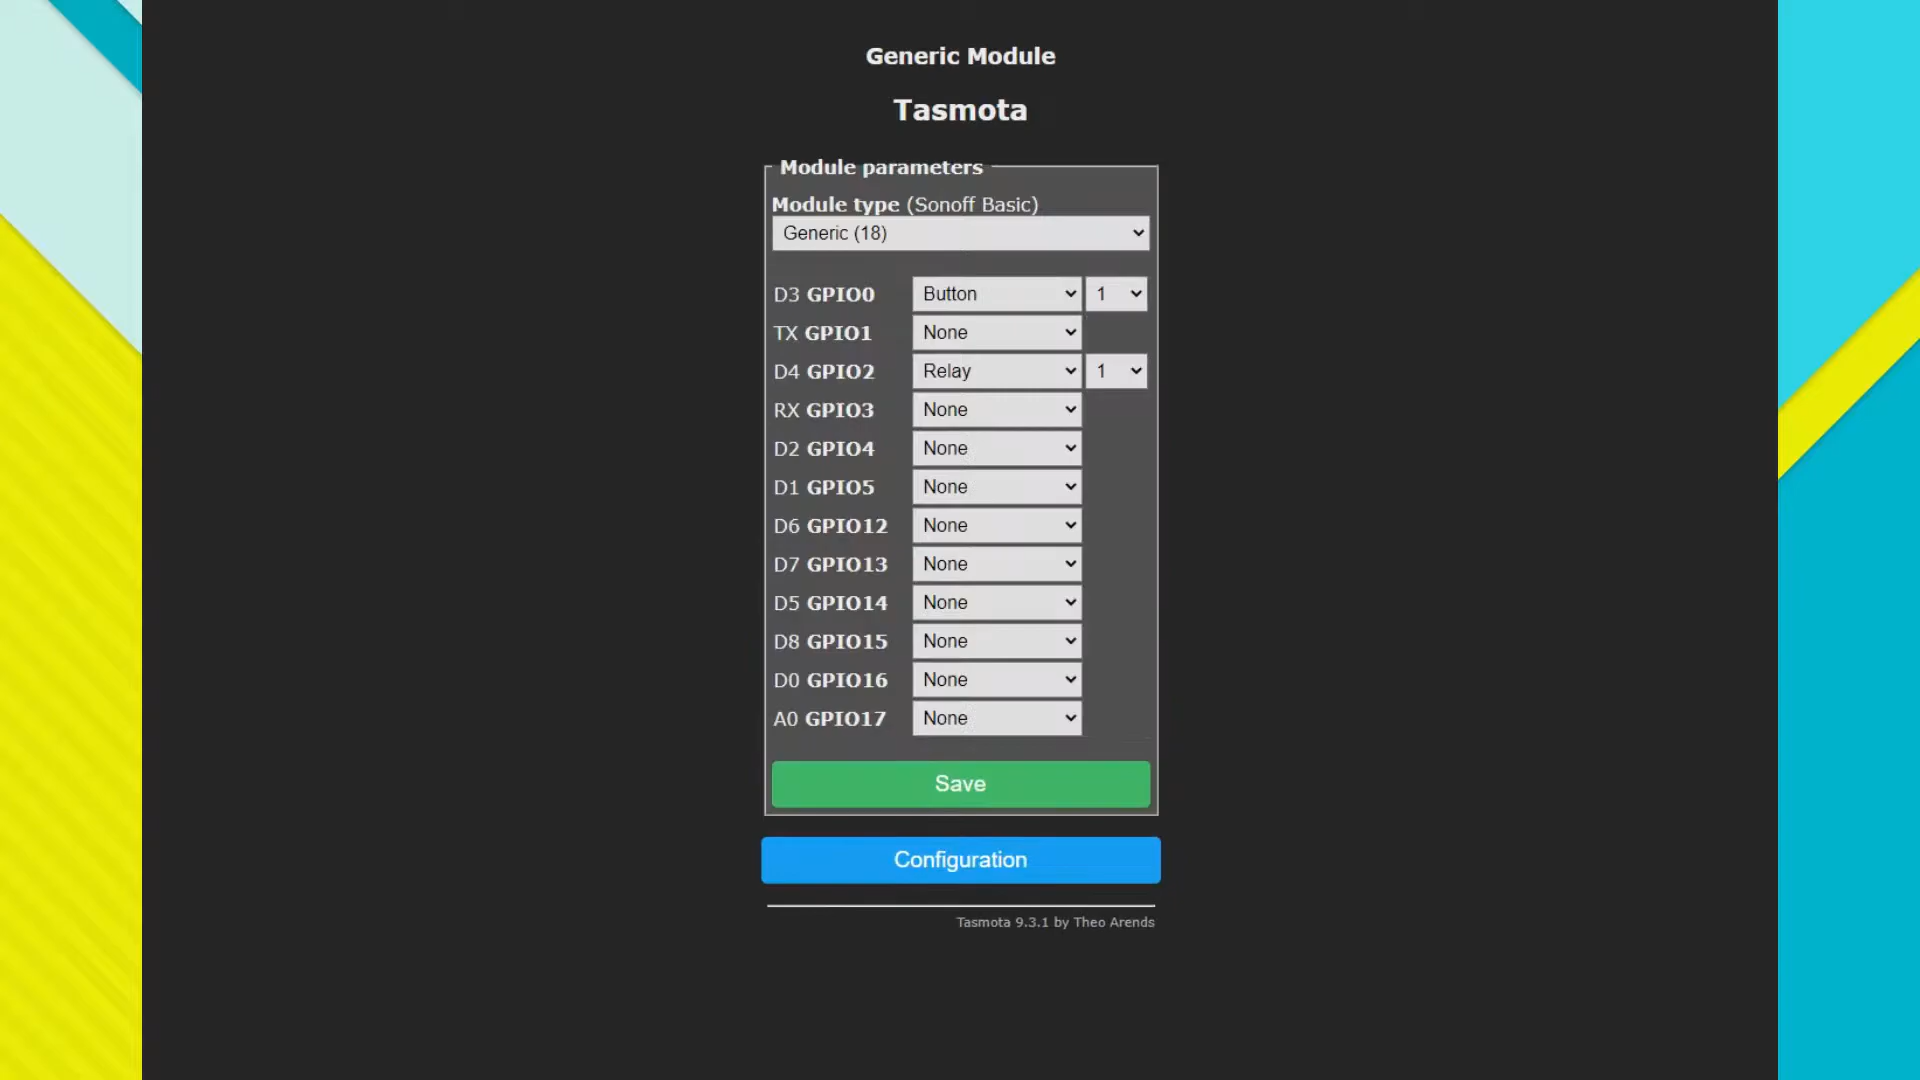 Generic Module
Tasmota
Module parameters
Module type (Sonoff Basic)
Generic (18)
D3 GPIO0 Button 1
TX GPIO1 None
D4 GPIO2 Relay 1
RX GPIO3 None
D2 GPIO4 None
D1 GPIO5 None
D6 GPIO12 None
D7 GPIO13 None
D5 GPIO14 None
D8 GPIO15 None
D0 GPIO16 None
A0 GPIO17 None
Save
Configuration
Tasmota 9.3.1 by Theo Arends